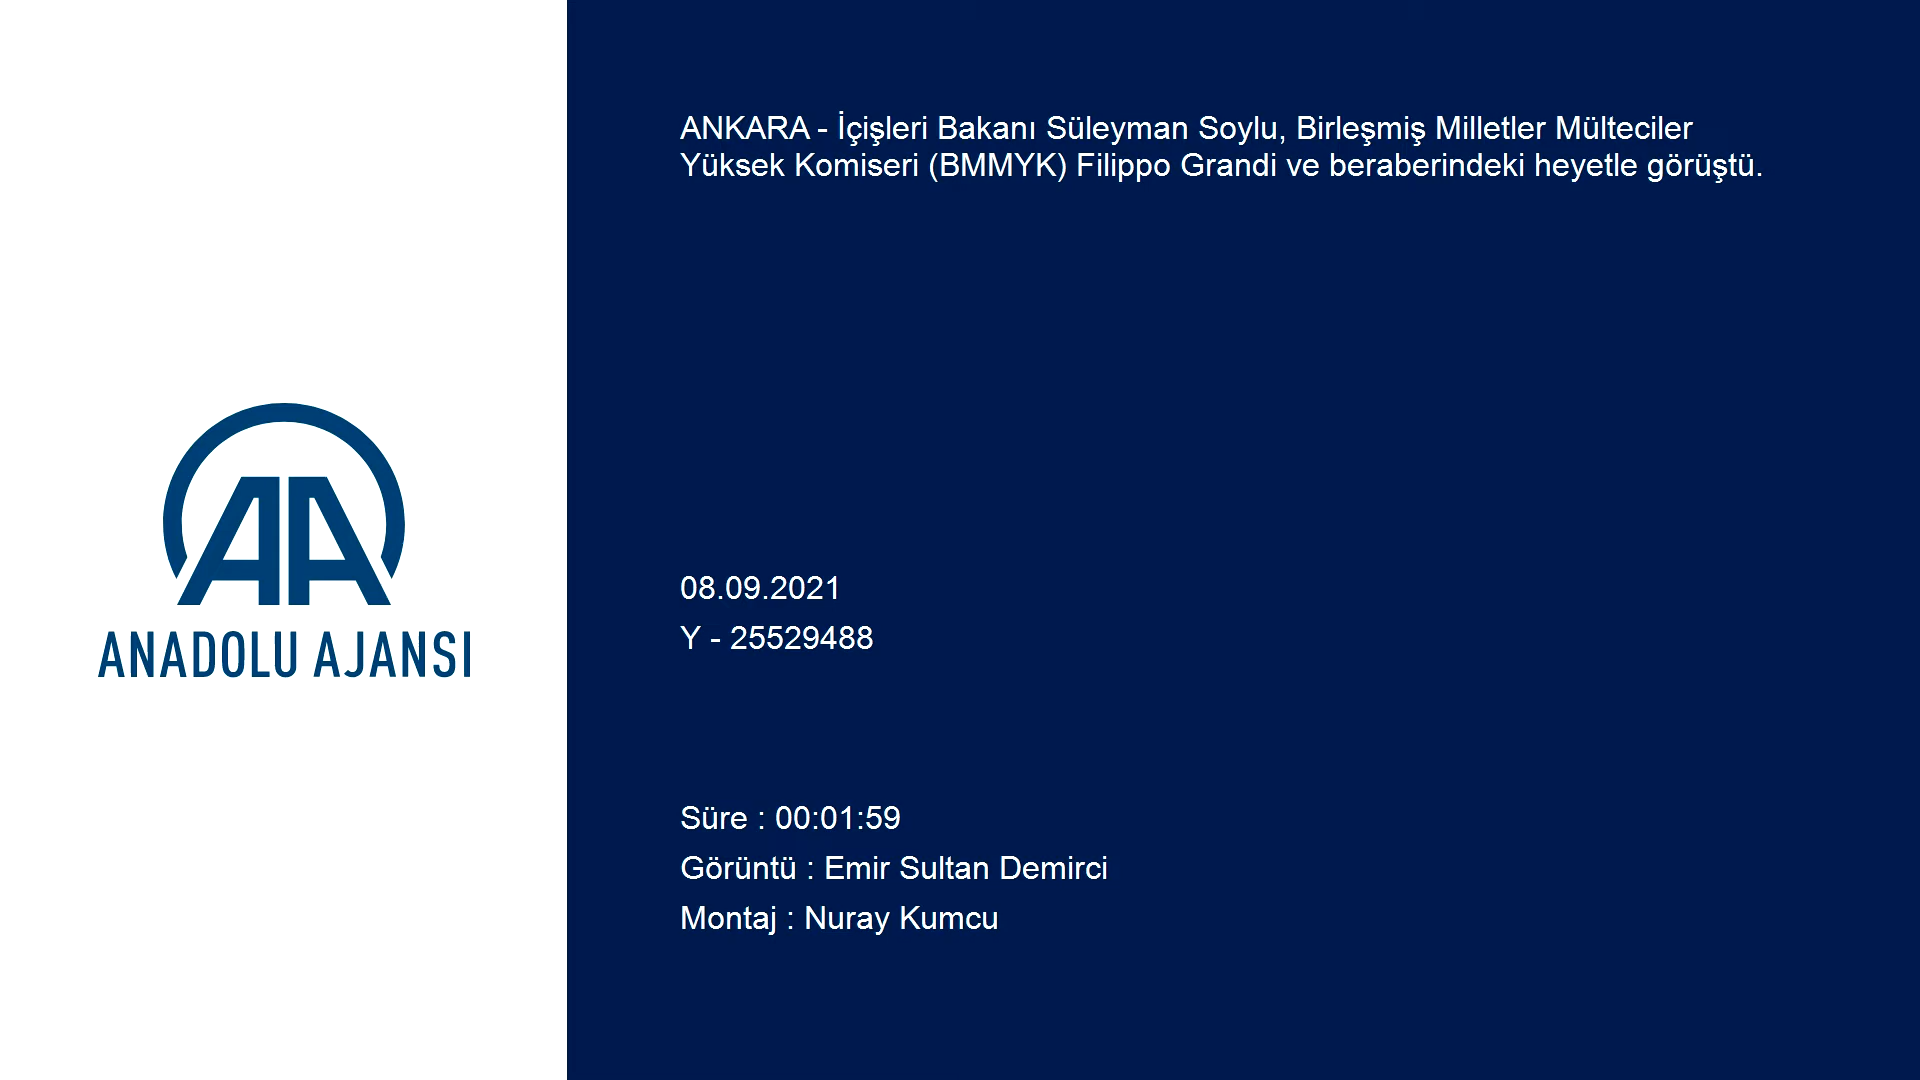 ANKARA - İçişleri Bakanı Süleyman Soylu, Birleşmiş Milletler Mülteciler
Yüksek Komiseri (BMMYK) Filippo Grandi ve beraberindeki heyetle görüştü.
AA
ANADOLU AJANSI
08.09.2021
Y - 25529488
Süre : 00:01:59
Görüntü : Emir Sultan Demirci
Montaj : Nuray Kumcu